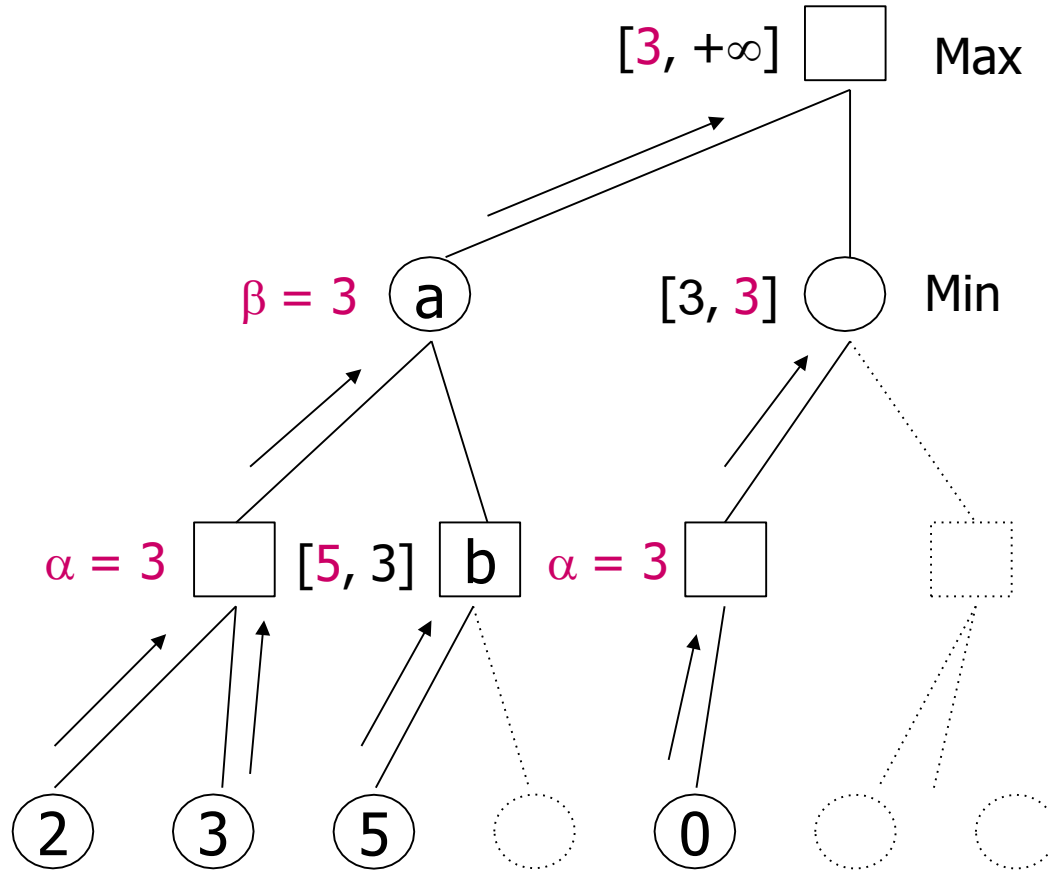 [3, +∞] Max
β = 3 a [3, 3] Min
α = 3 [5, 3] b α = 3
2 3 5 0